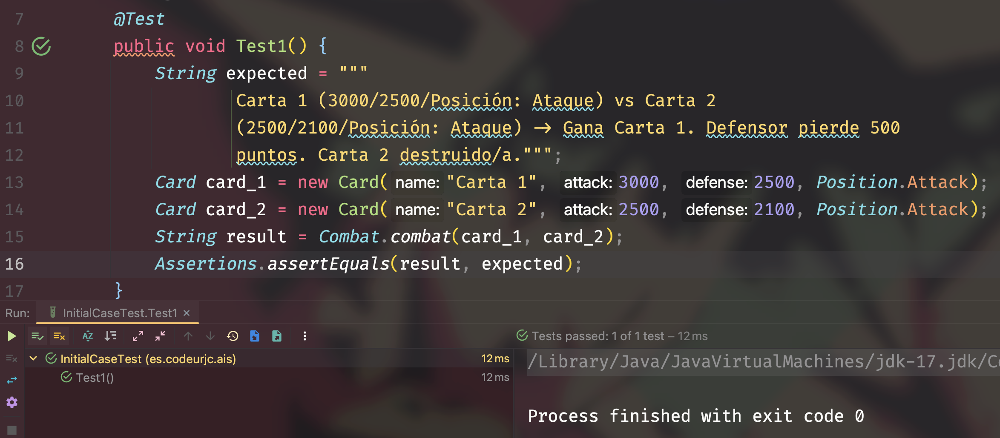 7 @Test
8 public void Test1() {
9 String expected = """
10 Carta 1 (3000/2500/Posición: Ataque) vs Carta 2
11 (2500/2100/Posición: Ataque) -> Gana Carta 1. Defensor pierde 500
12 puntos. Carta 2 destruido/a.""";
13 Card card_1 = new Card( name: "Carta 1", attack: 3000, defense: 2500, Position.Attack);
14 Card card_2 = new Card( name: "Carta 2", attack: 2500, defense: 2100, Position.Attack);
15 String result = Combat.combat(card_1, card_2);
16 Assertions.assertEquals(result, expected);
17 }
Run: InitialCaseTest.Test1 ×
Tests passed: 1 of 1 test – 12 ms
InitialCaseTest (es.codeurjc.ais) 12 ms
Test1() 12 ms
/Library/Java/JavaVirtualMachines/jdk-17.jdk/Co
Process finished with exit code 0